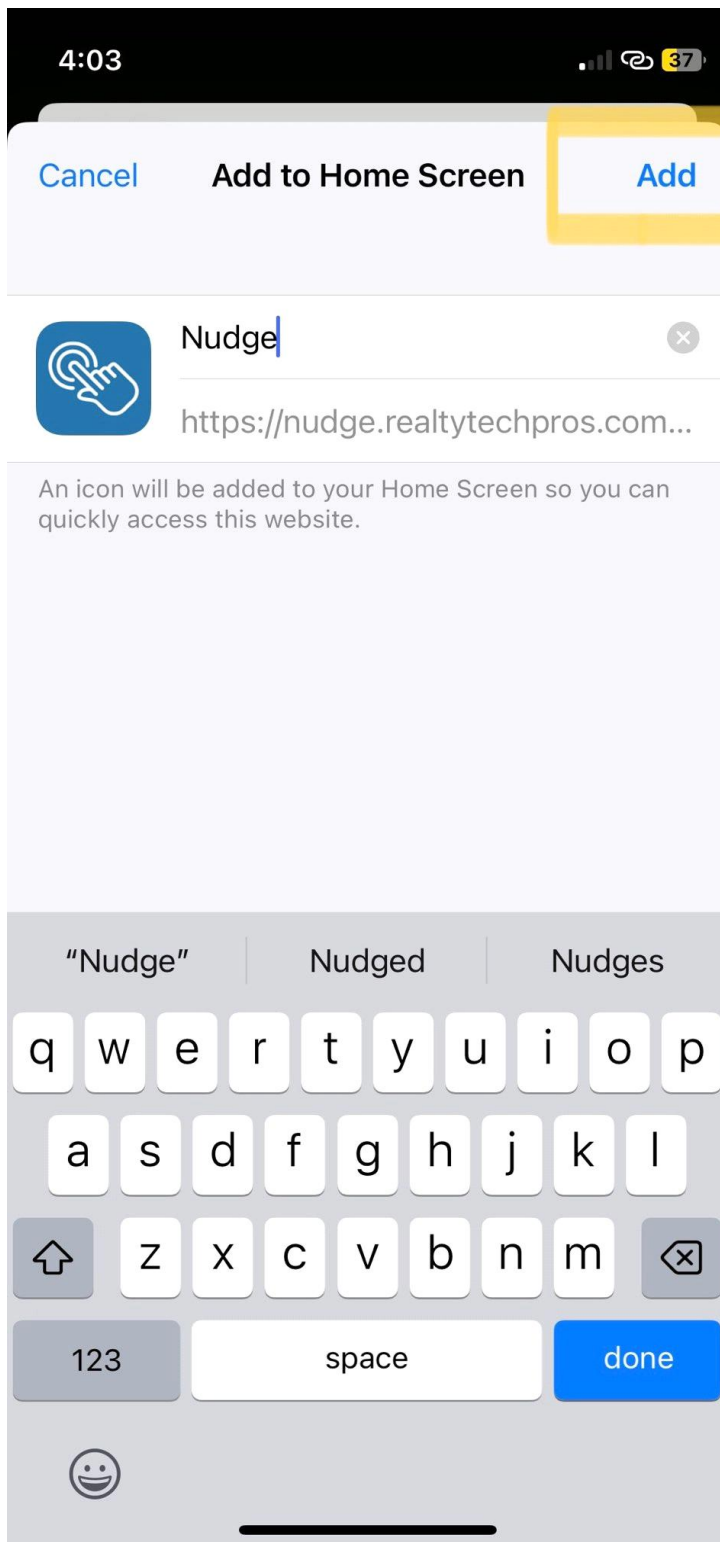 4:03
37
Cancel
Add to Home Screen
Add
Nudge
https://nudge.realtytechpros.com...
An icon will be added to your Home Screen so you can
quickly access this website.
“Nudge” Nudged Nudges
q w e r t y u i o p
a s d f g h j k l
z x c v b n m
123 space done